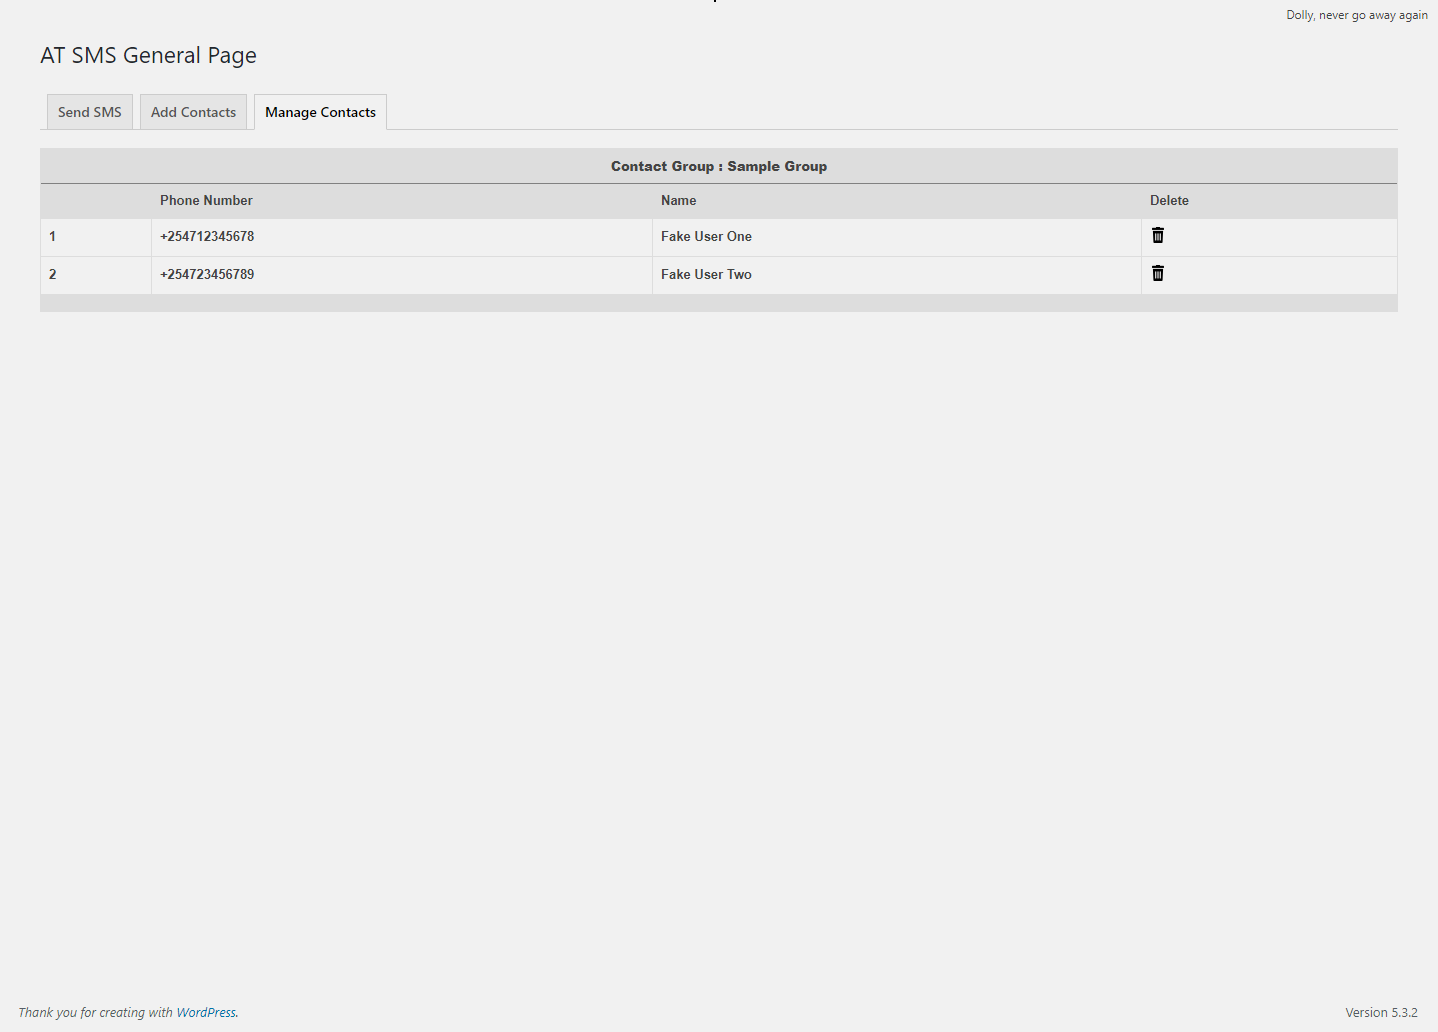 Dolly, never go away again
AT SMS General Page
Send SMS Add Contacts Manage Contacts
Contact Group : Sample Group
Phone Number Name Delete
1 +254712345678 Fake User One
2 +254723456789 Fake User Two
Thank you for creating with WordPress. Version 5.3.2